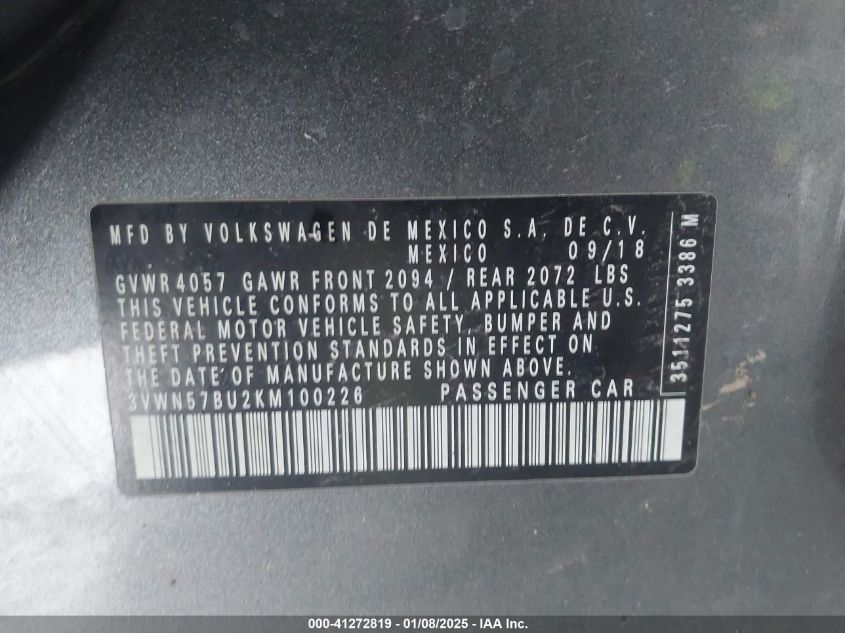 MFD BY VOLKSWAGEN DE MEXICO S.A. DE C.V.
MEXICO 09/18
GVWR 4057 GAWR FRONT 2094 / REAR 2072 LBS
THIS VEHICLE CONFORMS TO ALL APPLICABLE U.S.
FEDERAL MOTOR VEHICLE SAFETY, BUMPER AND
THEFT PREVENTION STANDARDS IN EFFECT ON
THE DATE OF MANUFACTURE SHOWN ABOVE.
3VWN57BU2KM100226 PASSENGER CAR
3511275 3386 M
000-41272819 - 01/08/2025 - IAA Inc.